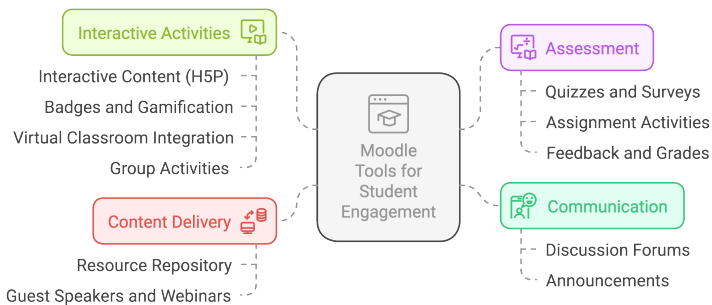 Interactive Activities
Interactive Content (H5P)
Badges and Gamification
Virtual Classroom Integration
Group Activities
Content Delivery
Resource Repository
Guest Speakers and Webinars
Moodle
Tools for
Student
Engagement
Assessment
Quizzes and Surveys
Assignment Activities
Feedback and Grades
Communication
Discussion Forums
Announcements